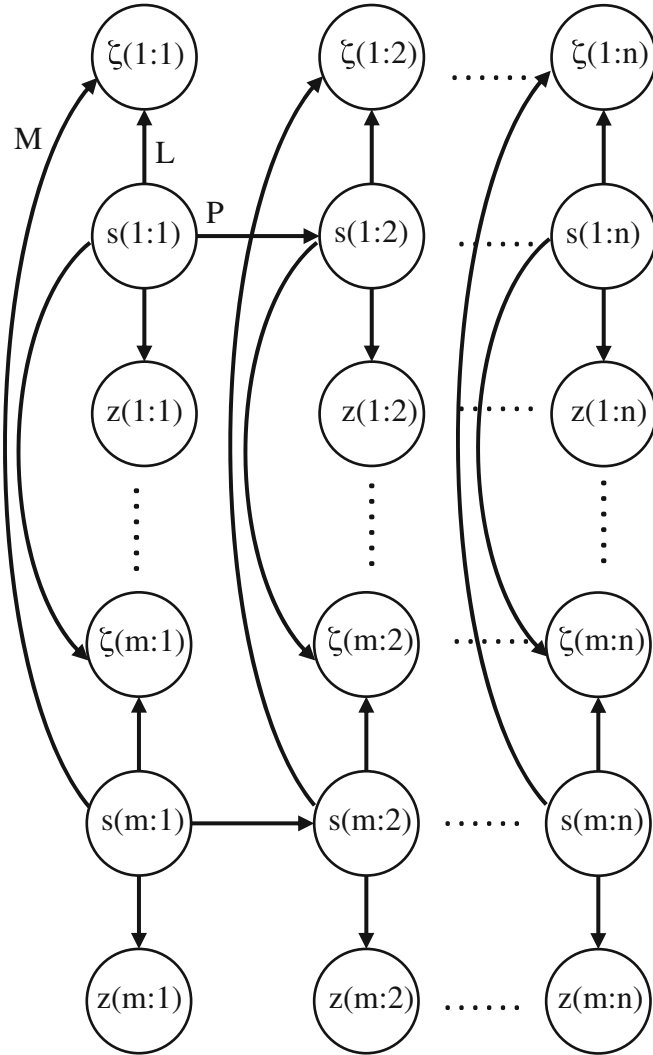 ζ(1:1) ζ(1:2) ...... ζ(1:n)
M L
P
s(1:1) s(1:2) ...... s(1:n)
z(1:1) z(1:2) ...... z(1:n)
ζ(m:1) ζ(m:2) ...... ζ(m:n)
s(m:1) s(m:2) ...... s(m:n)
z(m:1) z(m:2) ...... z(m:n)